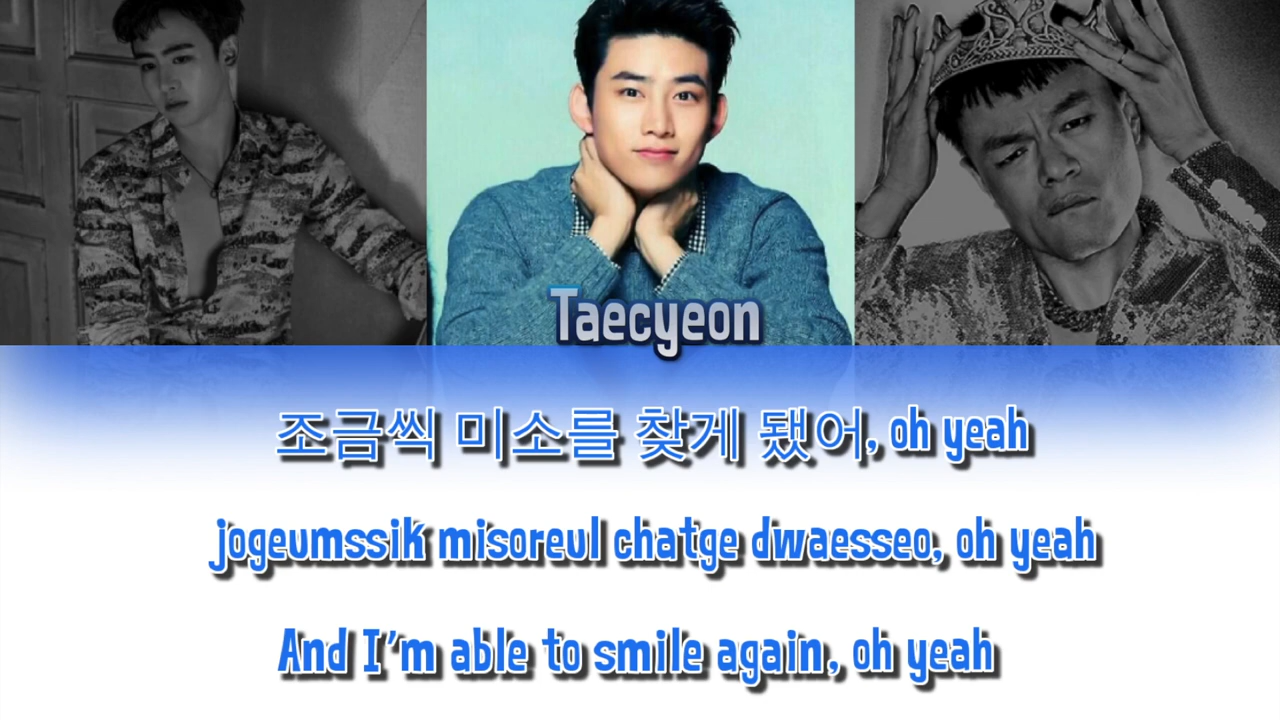 Taecyeon
조금씩 미소를 찾게 됐어, oh yeah
jogeumssik misoreul chatge dwaesseo, oh yeah
And I'm able to smile again, oh yeah